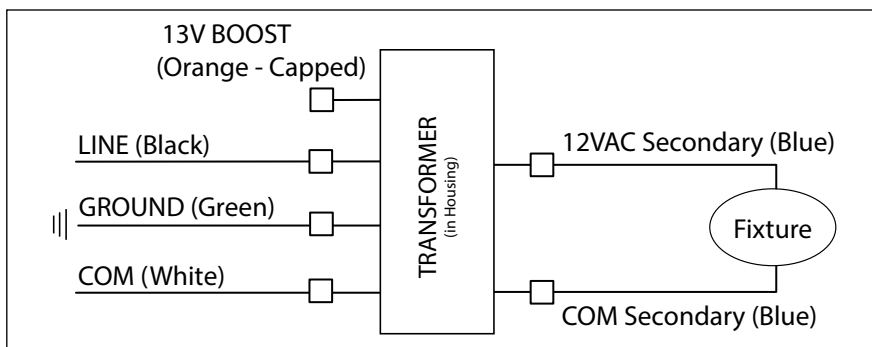 13V BOOST
(Orange - Capped)
LINE (Black)
GROUND (Green)
COM (White)
TRANSFORMER
(in Housing)
12VAC Secondary (Blue)
Fixture
COM Secondary (Blue)